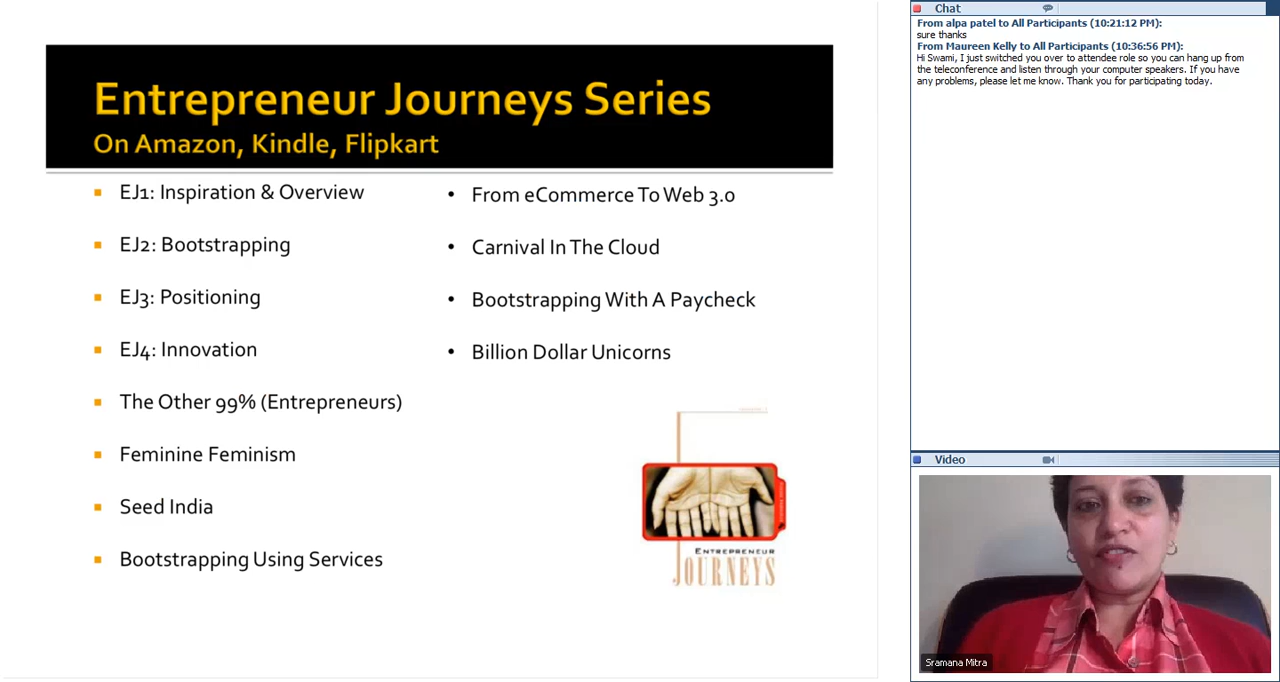 Entrepreneur Journeys Series
On Amazon, Kindle, Flipkart
EJ1: Inspiration & Overview
EJ2: Bootstrapping
EJ3: Positioning
EJ4: Innovation
The Other 99% (Entrepreneurs)
Feminine Feminism
Seed India
Bootstrapping Using Services
From eCommerce To Web 3.0
Carnival In The Cloud
Bootstrapping With A Paycheck
Billion Dollar Unicorns
ENTREPRENEUR
JOURNEYS
Chat
From alpa patel to All Participants (10:21:12 PM):
sure thanks
From Maureen Kelly to All Participants (10:36:56 PM):
Hi Swami, I just switched you over to attendee role so you can hang up from
the teleconference and listen through your computer speakers. If you have
any problems, please let me know. Thank you for participating today.
Video
Sramana Mitra